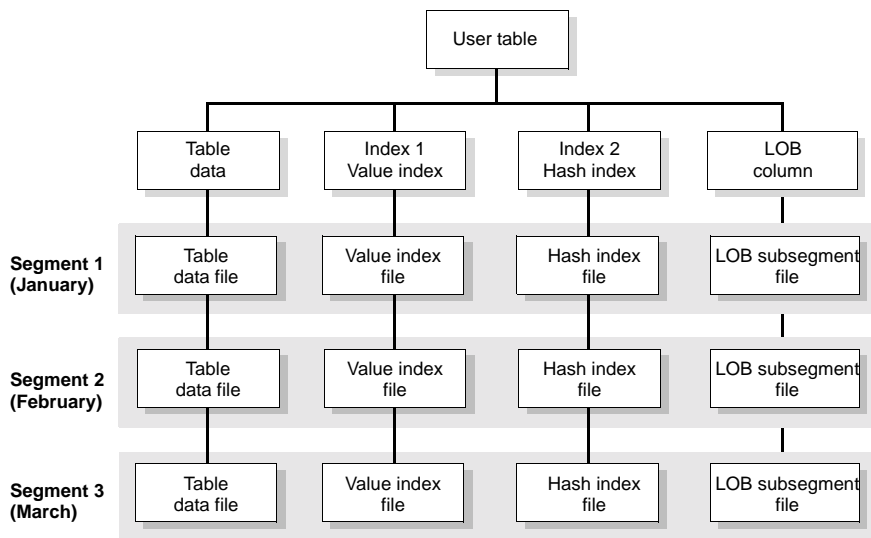 User table
Table
data
Index 1
Value index
Index 2
Hash index
LOB
column
Segment 1
(January)
Table
data file
Value index
file
Hash index
file
LOB subsegment
file
Segment 2
(February)
Table
data file
Value index
file
Hash index
file
LOB subsegment
file
Segment 3
(March)
Table
data file
Value index
file
Hash index
file
LOB subsegment
file